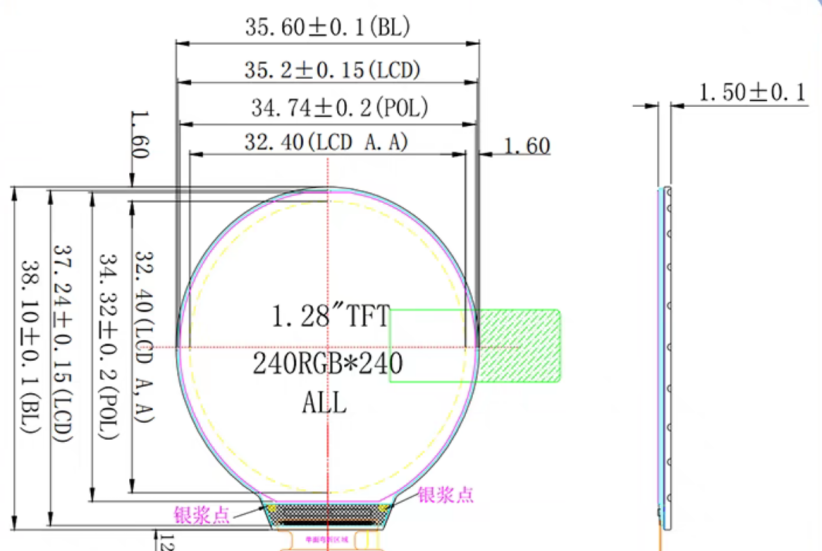 35.60±0.1(BL)
35.2±0.15(LCD)
34.74±0.2(POL)
32.40(LCD A.A)
1.60
1.60
1.50±0.1
38.10±0.1(BL)
37.24±0.15(LCD)
34.32±0.2(POL)
32.40(LCD A,A)
1.28"TFT
240RGB*240
ALL
银浆点
银浆点
12